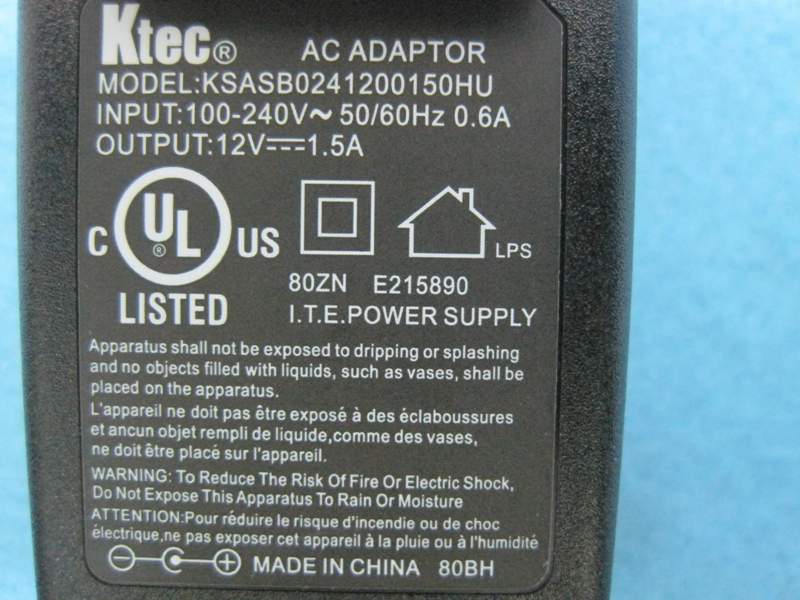 Ktec® AC ADAPTOR
MODEL:KSASB0241200150HU
INPUT:100-240V~ 50/60Hz 0.6A
OUTPUT:12V⎓1.5A
C UL® US
LISTED
LPS
80ZN E215890
I.T.E.POWER SUPPLY
Apparatus shall not be exposed to dripping or splashing
and no objects filled with liquids, such as vases, shall be
placed on the apparatus.
L'appareil ne doit pas être exposé à des éclaboussures
et ancun objet rempli de liquide,comme des vases,
ne doit être placé sur l'appareil.
WARNING: To Reduce The Risk Of Fire Or Electric Shock,
Do Not Expose This Apparatus To Rain Or Moisture
ATTENTION:Pour réduire le risque d'incendie ou de choc
électrique,ne pas exposer cet appareil à la pluie ou à l'humidité
MADE IN CHINA 80BH